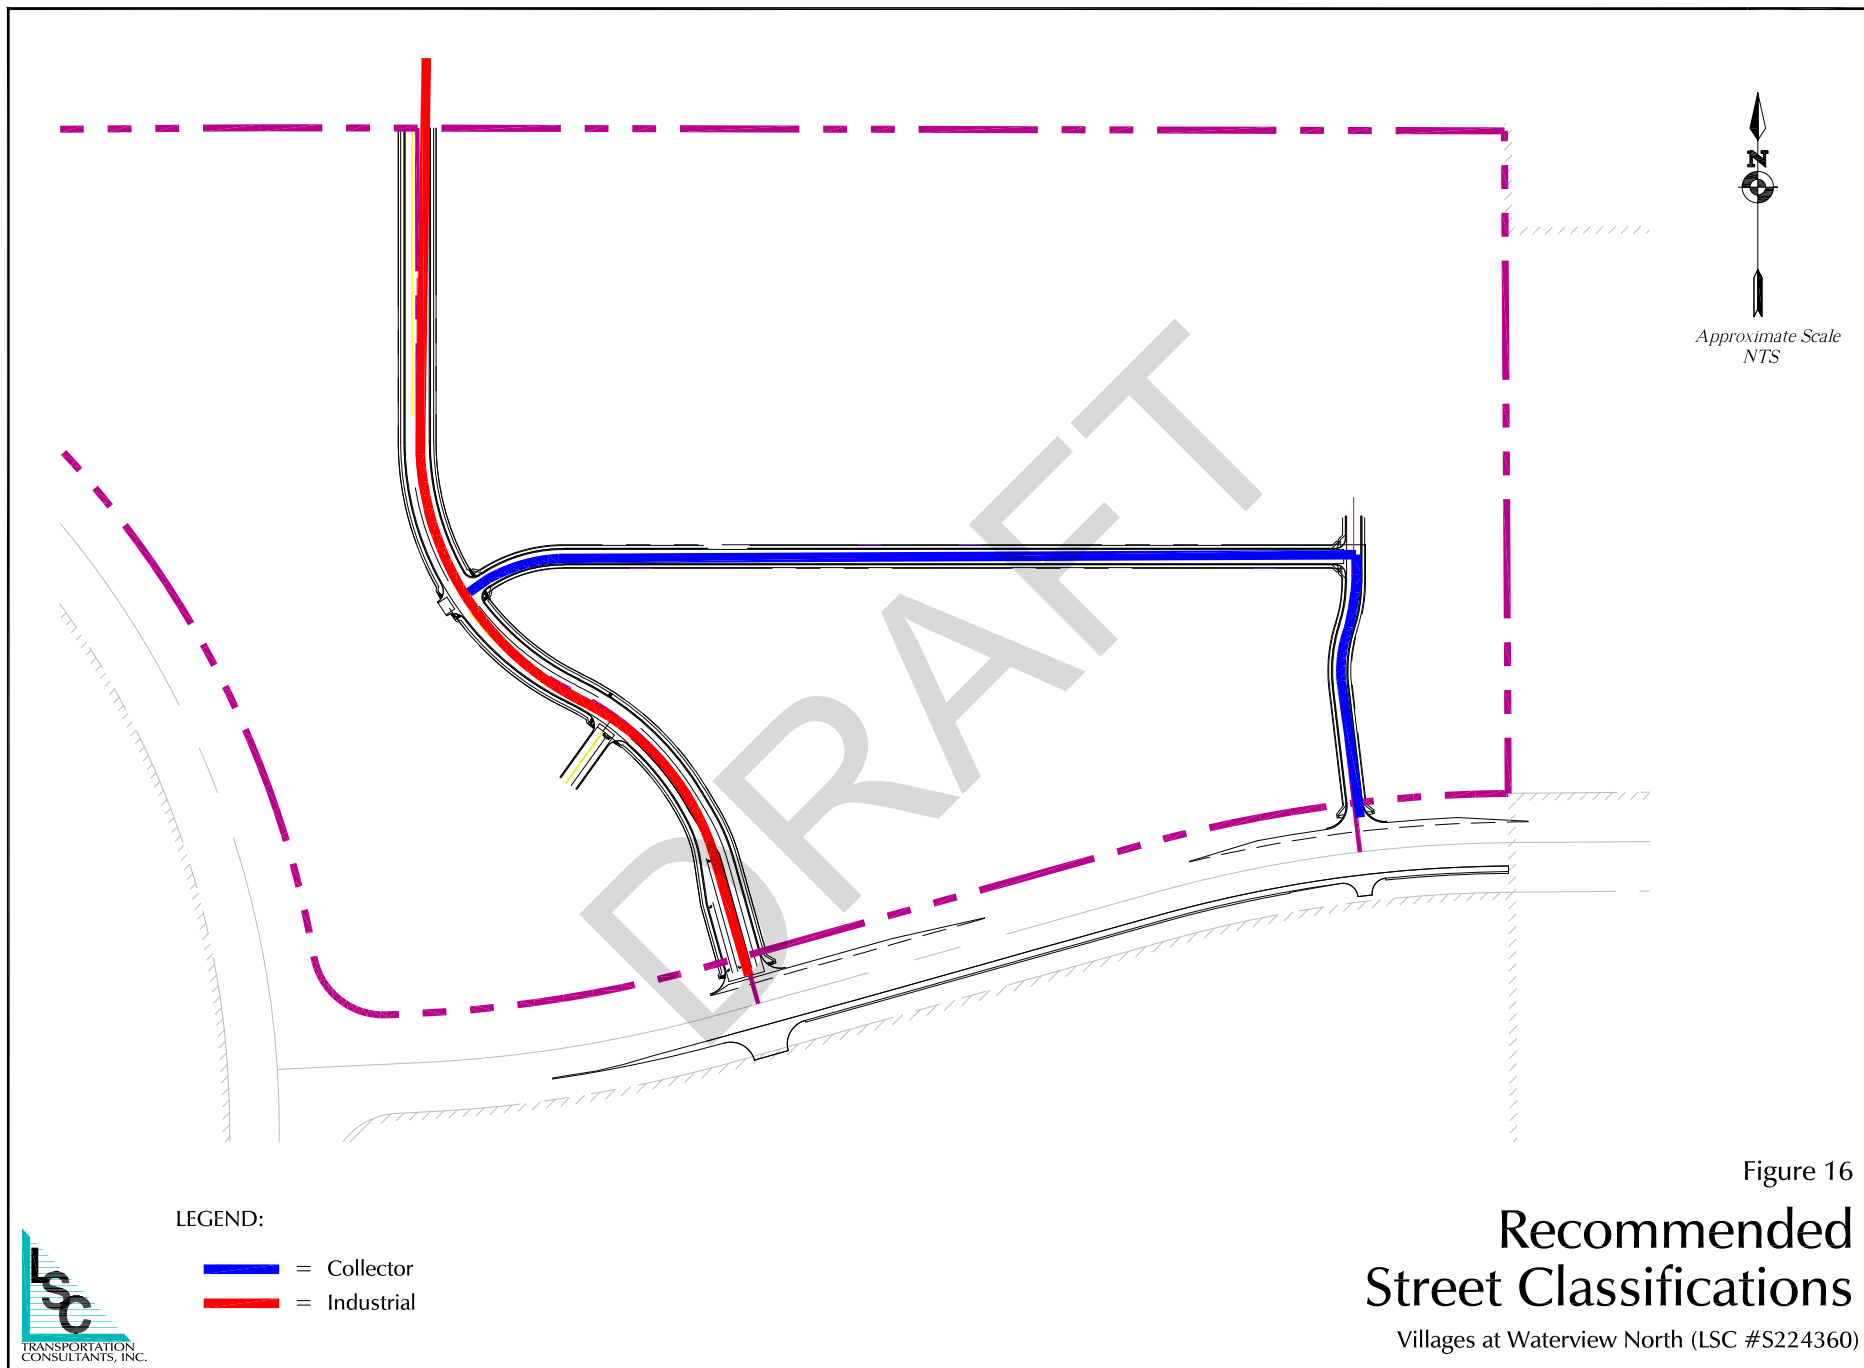 N
Approximate Scale
NTS
DRAFT
Figure 16
Recommended
Street Classifications
Villages at Waterview North (LSC #S224360)
LEGEND:
= Collector
= Industrial
LSC
TRANSPORTATION
CONSULTANTS, INC.